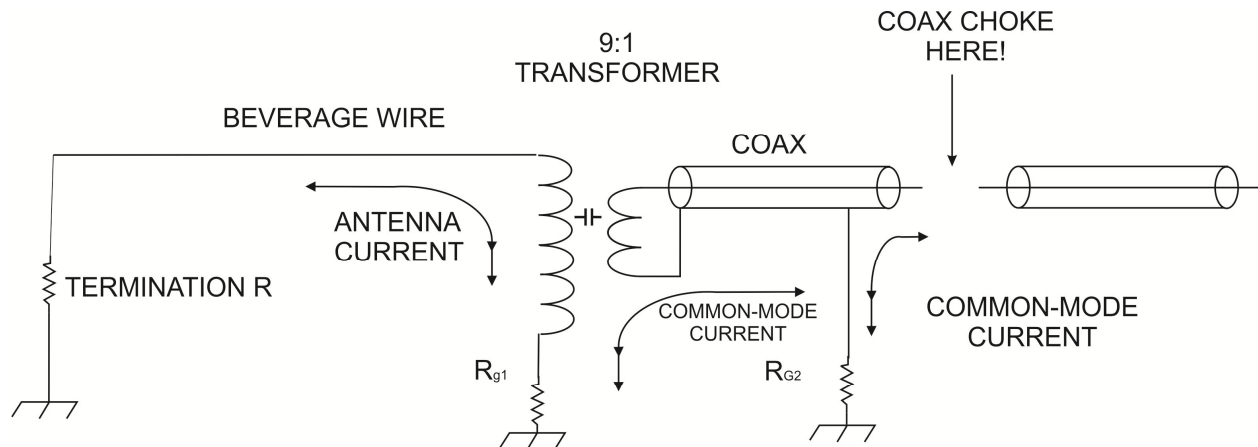 COAX CHOKE
HERE!
9:1
TRANSFORMER
BEVERAGE WIRE
COAX
ANTENNA
CURRENT
TERMINATION R
COMMON-MODE
CURRENT
COMMON-MODE
CURRENT
Rg1
RG2